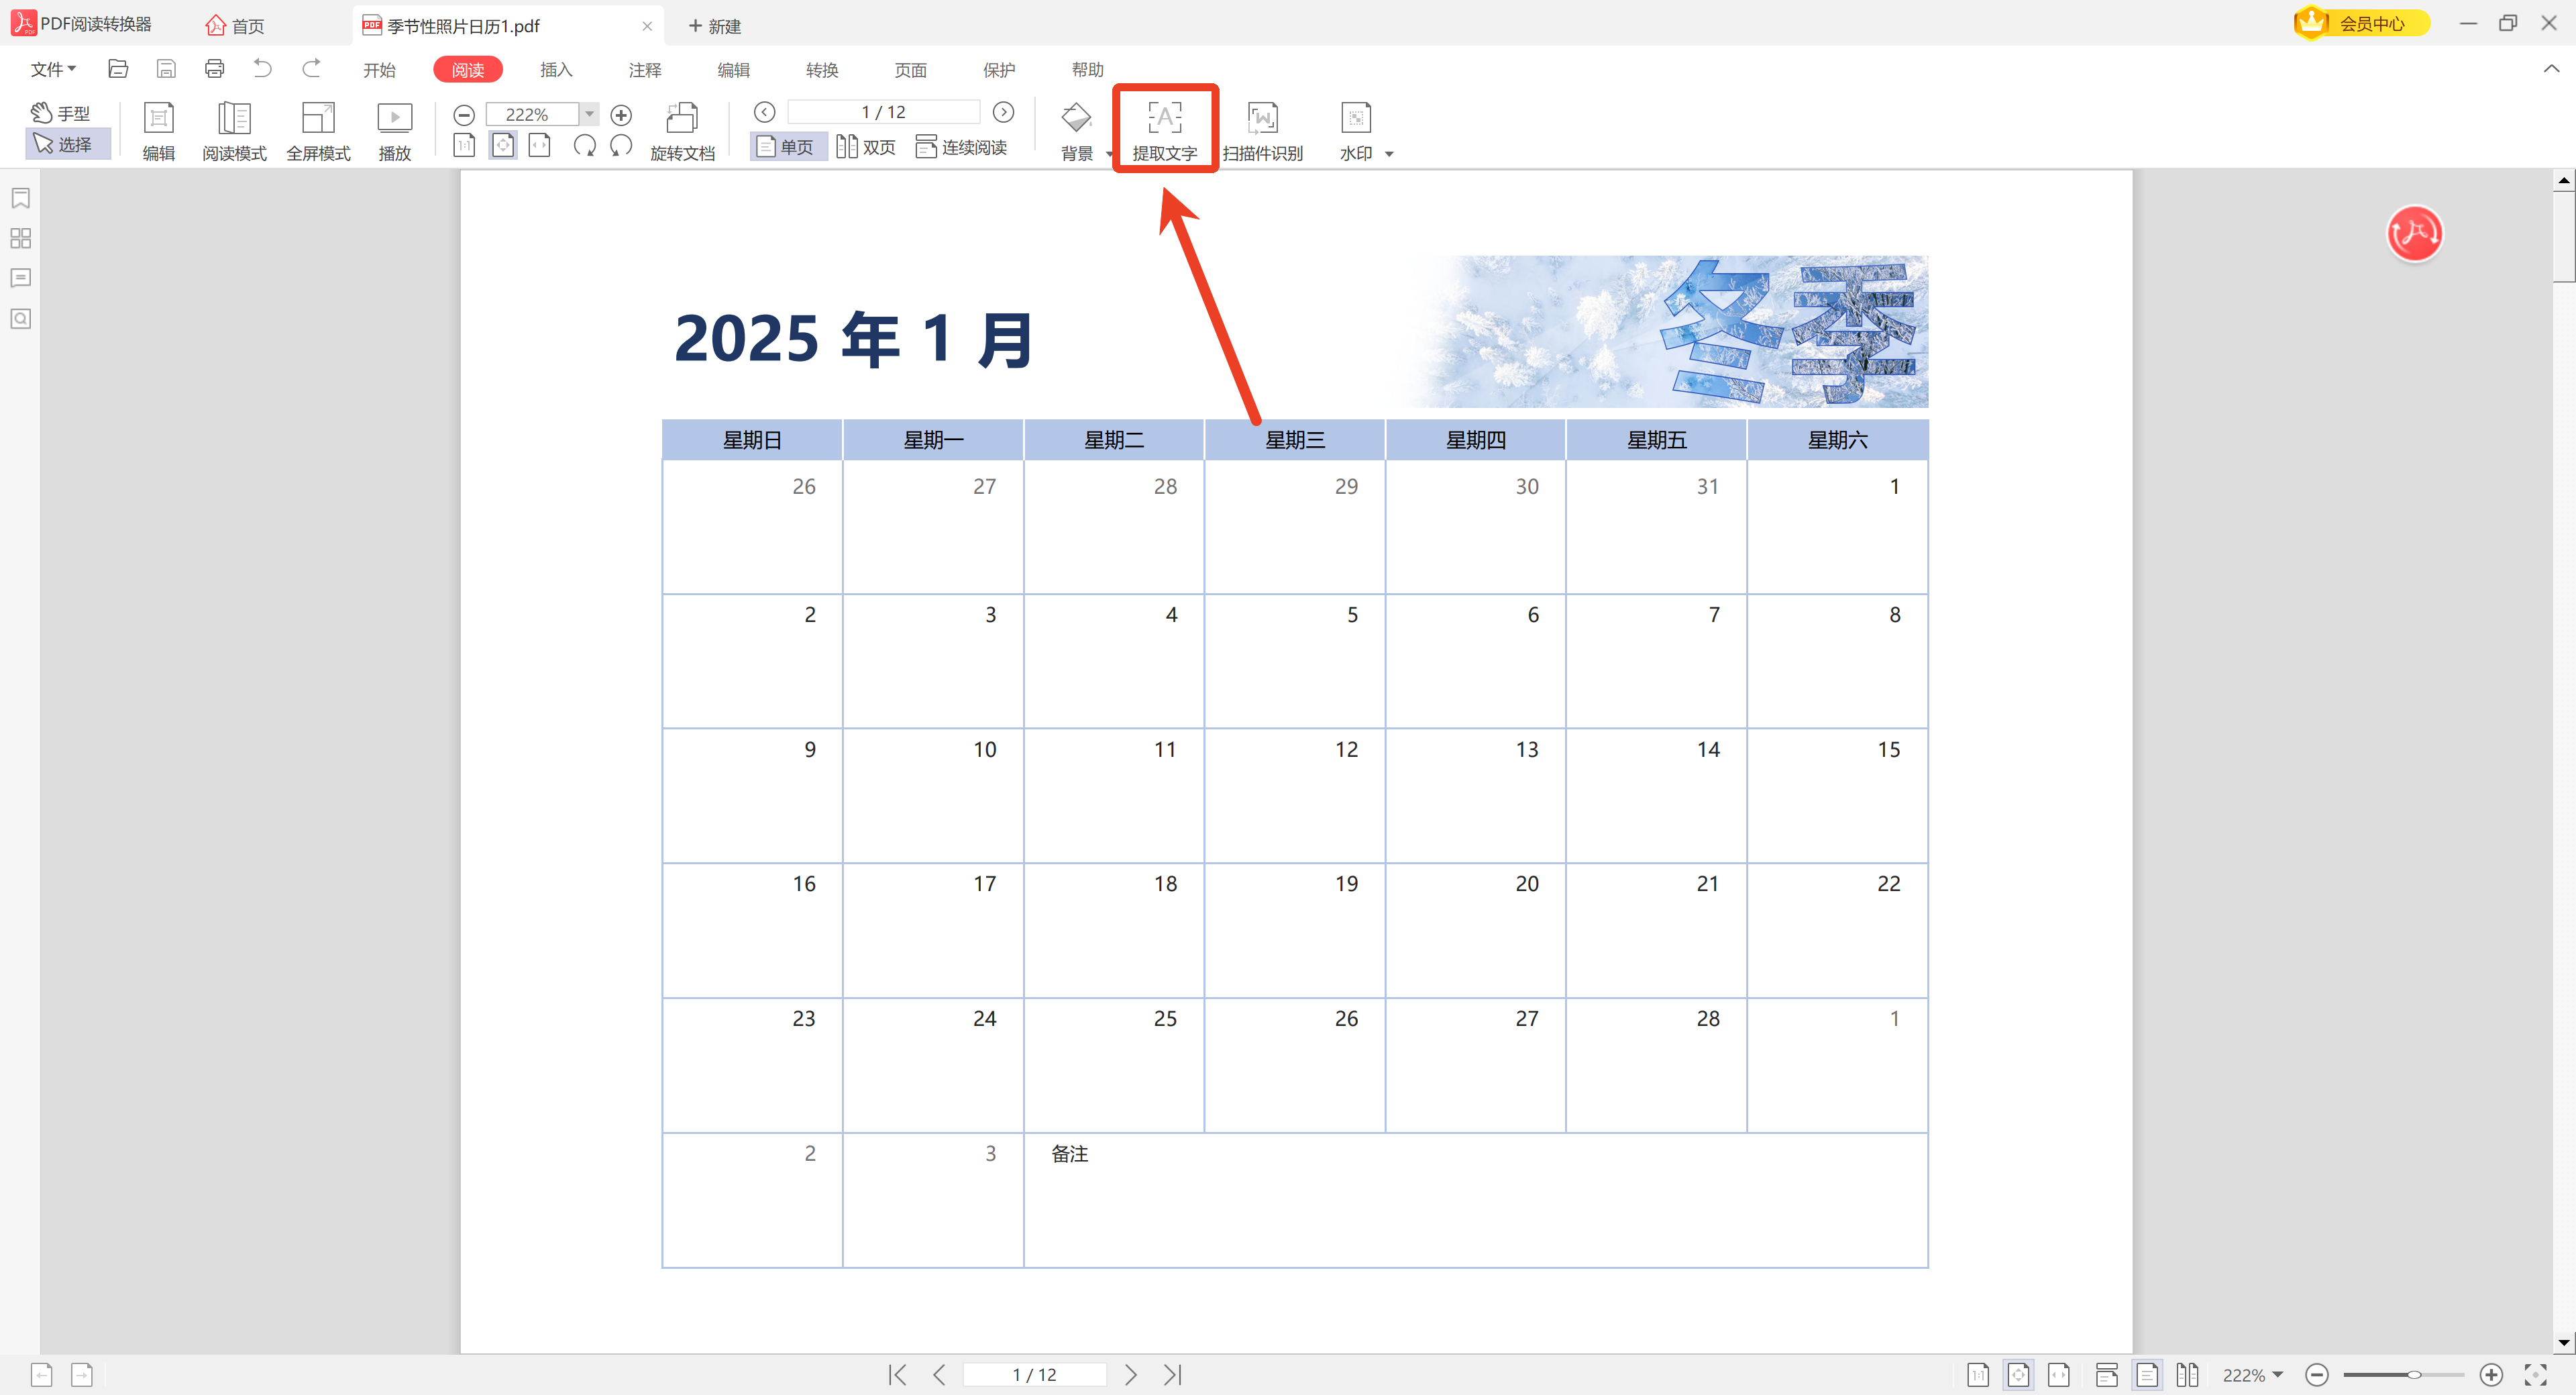 PDF阅读转换器 首页 季节性照片日历1.pdf 新建 会员中心
文件 开始 阅读 插入 注释 编辑 转换 页面 保护 帮助
手型 222% 1 / 12
选择 编辑 阅读模式 全屏模式 播放 1:1 旋转文档 单页 双页 连续阅读 背景 提取文字 扫描件识别 水印
冬季
2025 年 1 月
星期日 星期一 星期二 星期三 星期四 星期五 星期六
26 27 28 29 30 31 1
2 3 4 5 6 7 8
9 10 11 12 13 14 15
16 17 18 19 20 21 22
23 24 25 26 27 28 1
2 3 备注
1 / 12 1:1 222%